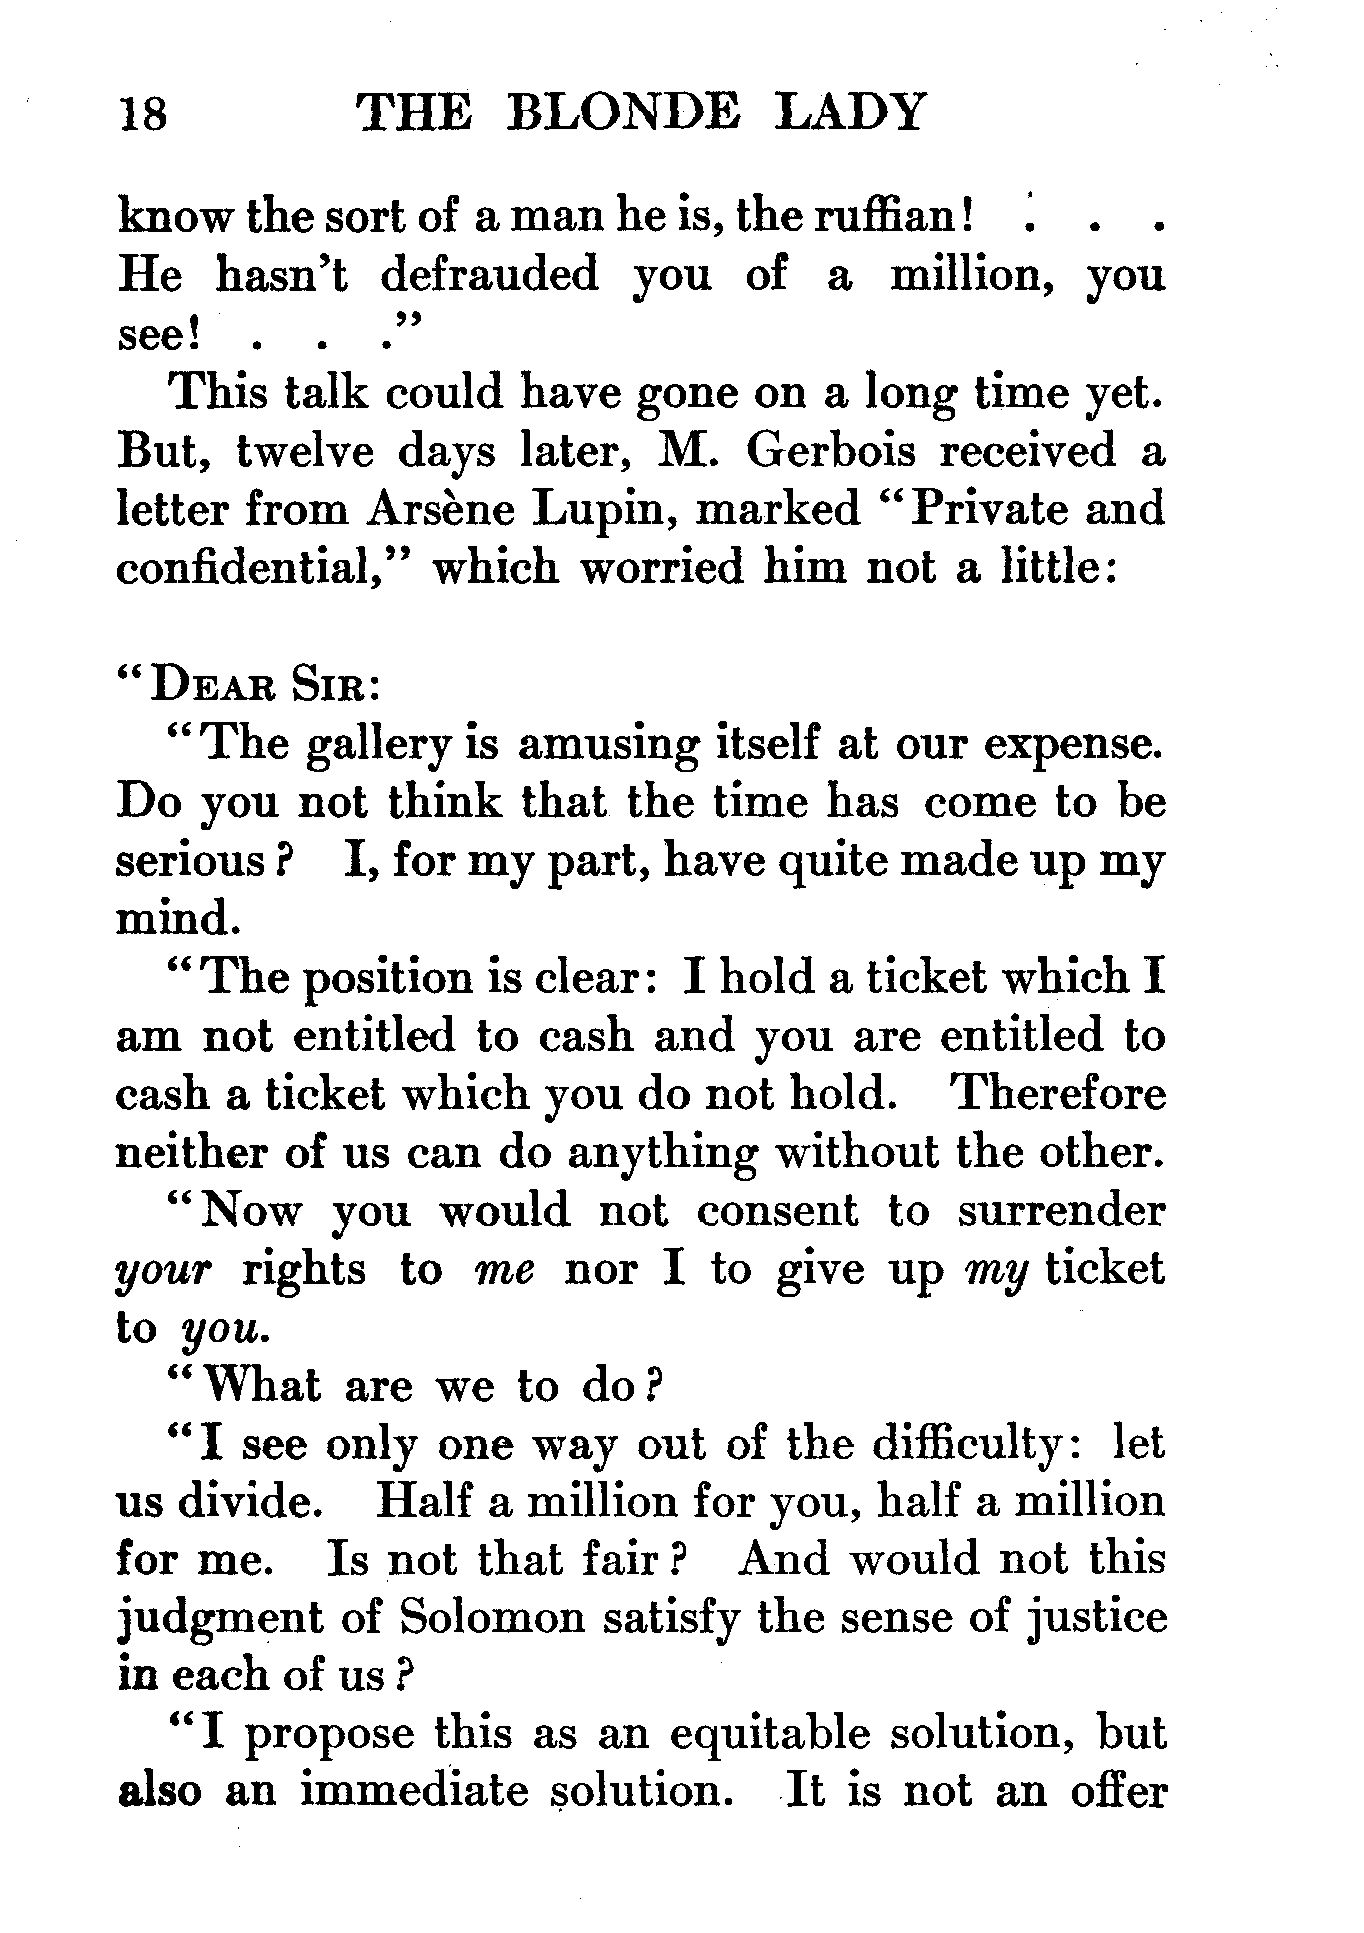 18 THE BLONDE LADY
know the sort of a man he is, the ruffian! . . .
He hasn't defrauded you of a million, you
see! . . ."
This talk could have gone on a long time yet.
But, twelve days later, M. Gerbois received a
letter from Arsène Lupin, marked "Private and
confidential," which worried him not a little:
"DEAR SIR:
"The gallery is amusing itself at our expense.
Do you not think that the time has come to be
serious? I, for my part, have quite made up my
mind.
"The position is clear: I hold a ticket which I
am not entitled to cash and you are entitled to
cash a ticket which you do not hold. Therefore
neither of us can do anything without the other.
"Now you would not consent to surrender
your rights to me nor I to give up my ticket
to you.
"What are we to do?
"I see only one way out of the difficulty: let
us divide. Half a million for you, half a million
for me. Is not that fair? And would not this
judgment of Solomon satisfy the sense of justice
in each of us?
"I propose this as an equitable solution, but
also an immediate solution. It is not an offer